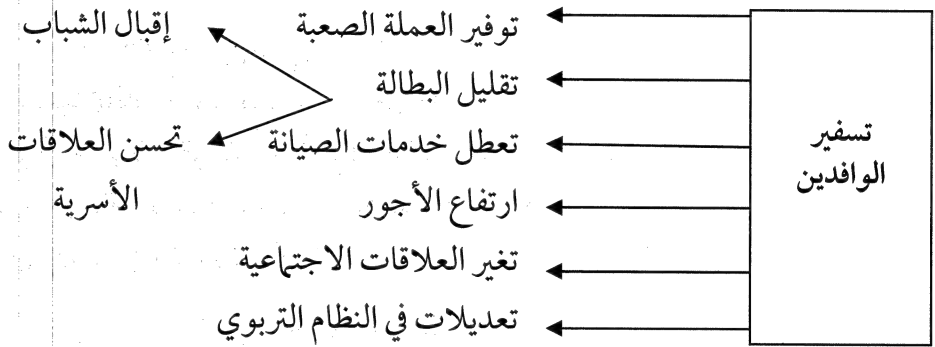 تسفير
الوافدين
توفير العملة الصعبة
تقليل البطالة
تعطل خدمات الصيانة
ارتفاع الأجور
تغير العلاقات الاجتماعية
تعديلات في النظام التربوي
إقبال الشباب
تحسن العلاقات
الأسرية